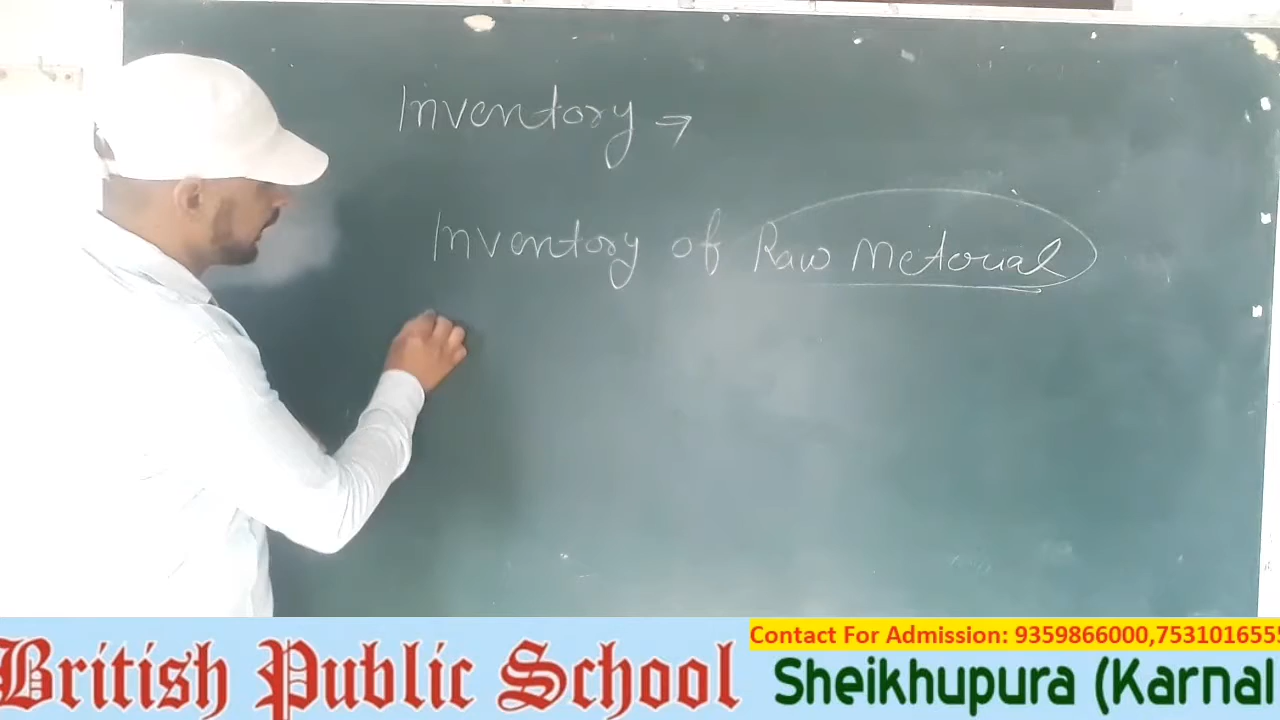 Inventory →
Inventory of Raw Metorial
British Public School
Contact For Admission: 9359866000,753101655
Sheikhupura (Karnal